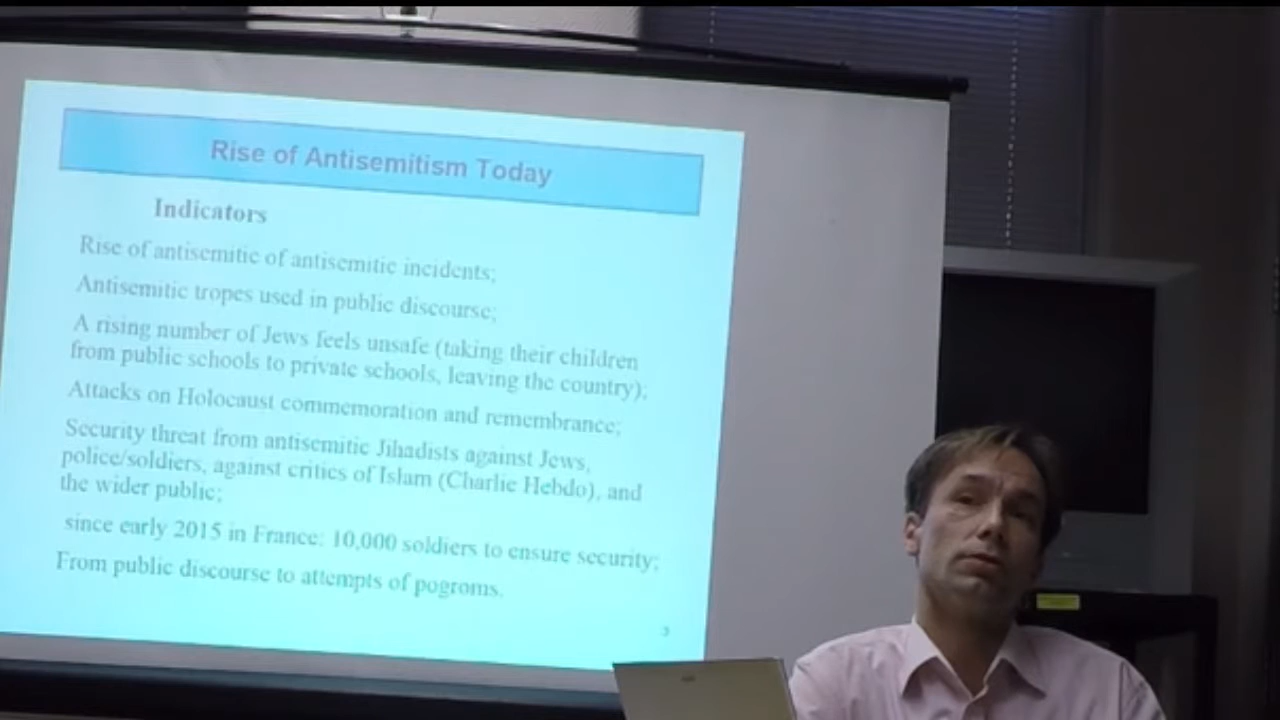 Rise of Antisemitism Today
Indicators
Rise of antisemitic of antisemitic incidents;
Antisemitic tropes used in public discourse;
A rising number of Jews feels unsafe (taking their children
from public schools to private schools, leaving the country);
Attacks on Holocaust commemoration and remembrance;
Security threat from antisemitic Jihadists against Jews,
police/soldiers, against critics of Islam (Charlie Hebdo), and
the wider public;
since early 2015 in France: 10,000 soldiers to ensure security;
From public discourse to attempts of pogroms.
3